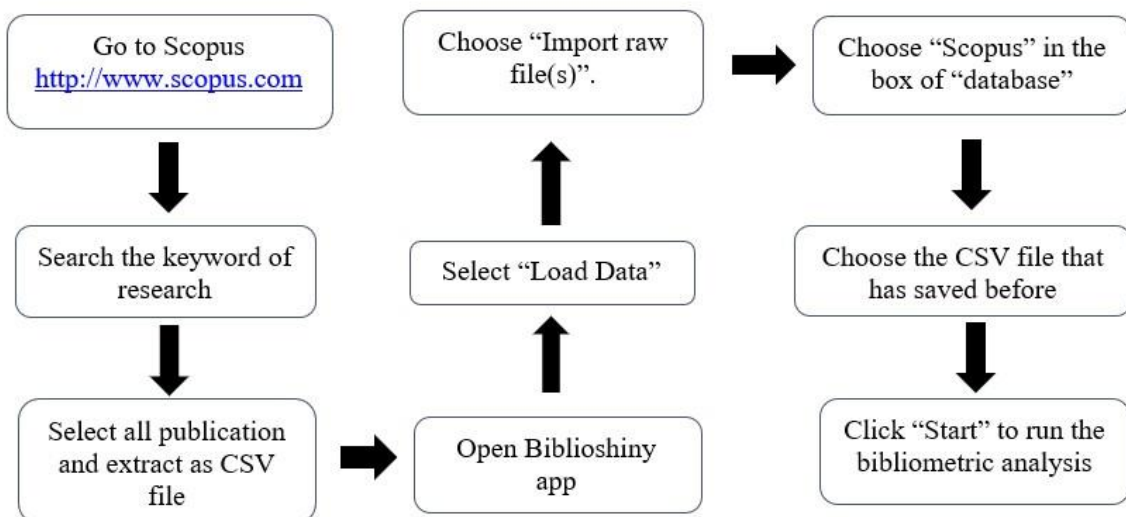 Go to Scopus
http://www.scopus.com
Search the keyword of
research
Select all publication
and extract as CSV
file
Open Biblioshiny
app
Select “Load Data”
Choose “Import raw
file(s)”.
Choose “Scopus” in the
box of “database”
Choose the CSV file that
has saved before
Click “Start” to run the
bibliometric analysis